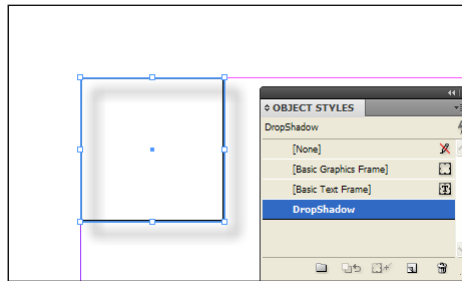 OBJECT STYLES
DropShadow
[None]
[Basic Graphics Frame]
[Basic Text Frame]
DropShadow